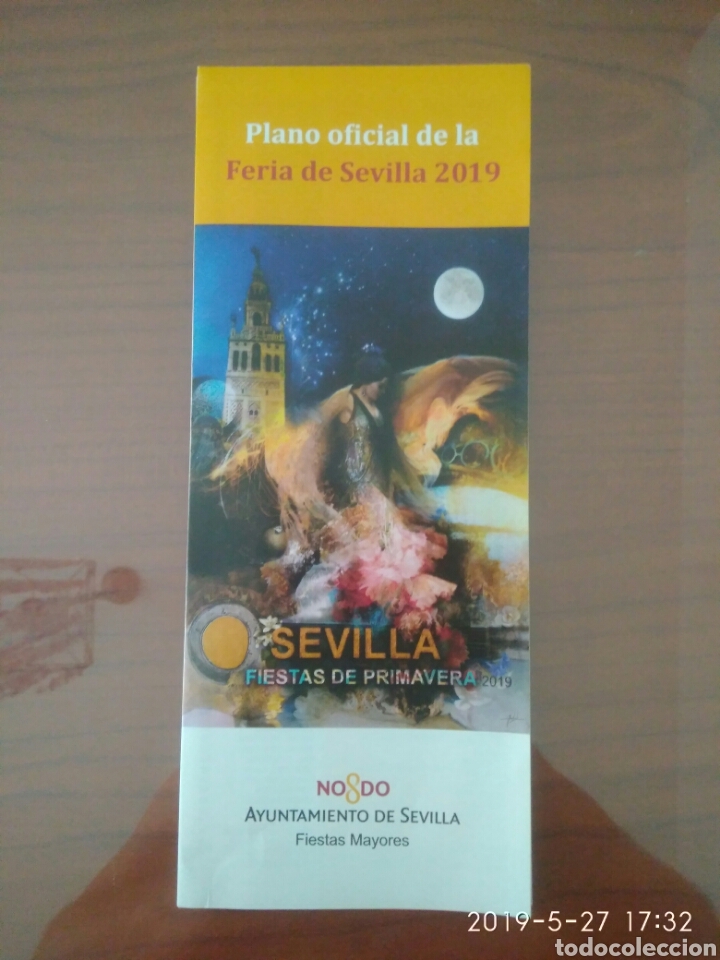 Plano oficial de la
Feria de Sevilla 2019
SEVILLA
FIESTAS DE PRIMAVERA 2019
NO8DO
AYUNTAMIENTO DE SEVILLA
Fiestas Mayores
2019-5-27 17:32
todocoleccion